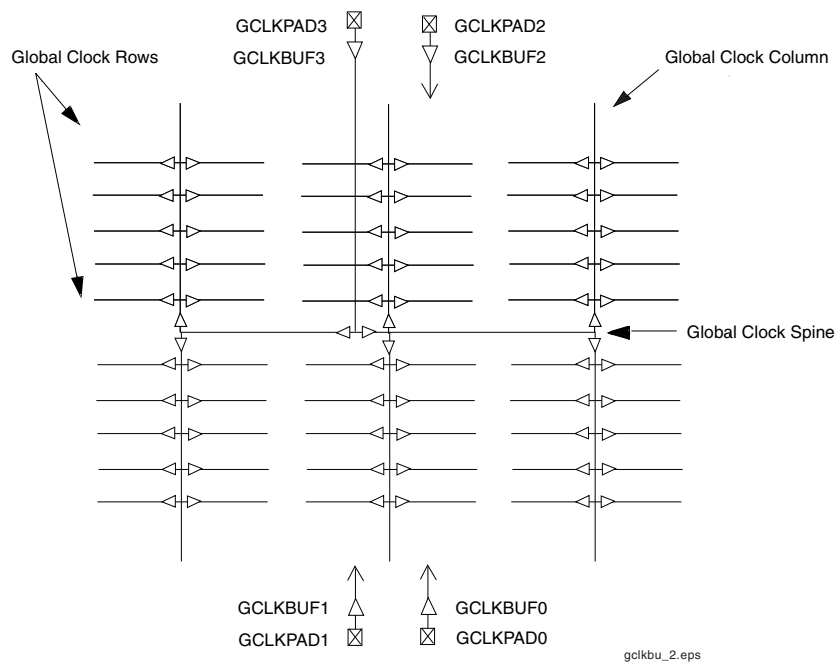 GCLKPAD3 GCLKPAD2
Global Clock Rows GCLKBUF3 GCLKBUF2 Global Clock Column
Global Clock Spine
GCLKBUF1 GCLKBUF0
GCLKPAD1 GCLKPAD0
gclkbu_2.eps